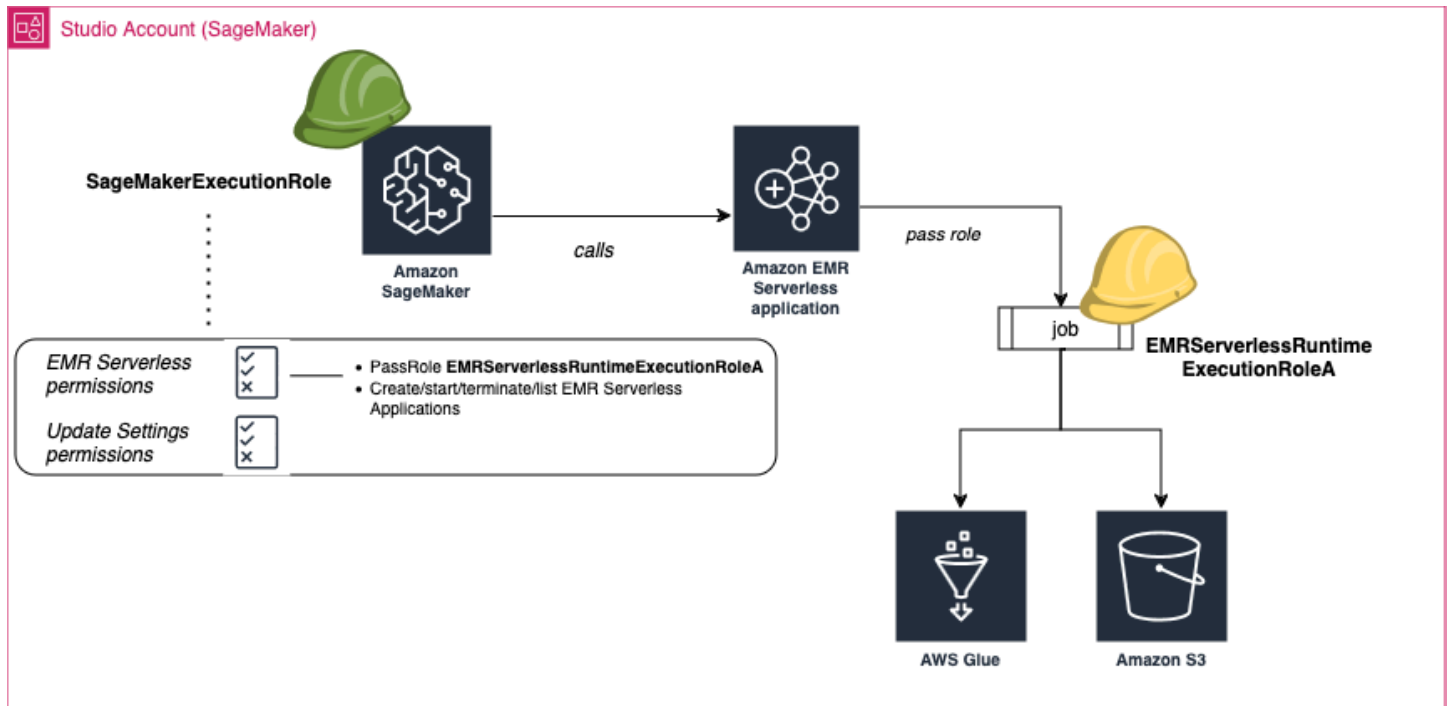 Studio Account (SageMaker)
SageMakerExecutionRole
Amazon
SageMaker
calls
Amazon EMR
Serverless
application
pass role
job
EMRServerlessRuntime
ExecutionRoleA
EMR Serverless
permissions
• PassRole EMRServerlessRuntimeExecutionRoleA
• Create/start/terminate/list EMR Serverless
Applications
Update Settings
permissions
AWS Glue
Amazon S3